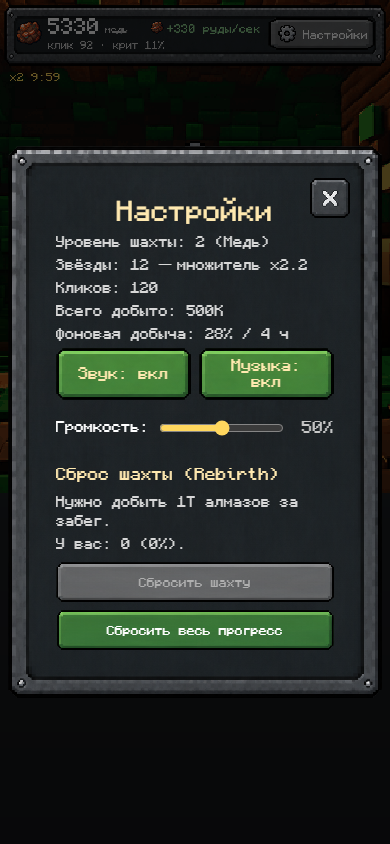 5330 медь
+330 руды/сек
Настройки
клик 92 · крит 11%
x2 9:59
Настройки
Уровень шахты: 2 (Медь)
Звёзды: 12 — множитель x2.2
Кликов: 120
Всего добыто: 500K
Фоновая добыча: 28% / 4 ч
Звук: вкл
Музыка:
вкл
Громкость:
50%
Сброс шахты (Rebirth)
Нужно добыть 1T алмазов за
забег.
У вас: 0 (0%).
Сбросить шахту
Сбросить весь прогресс